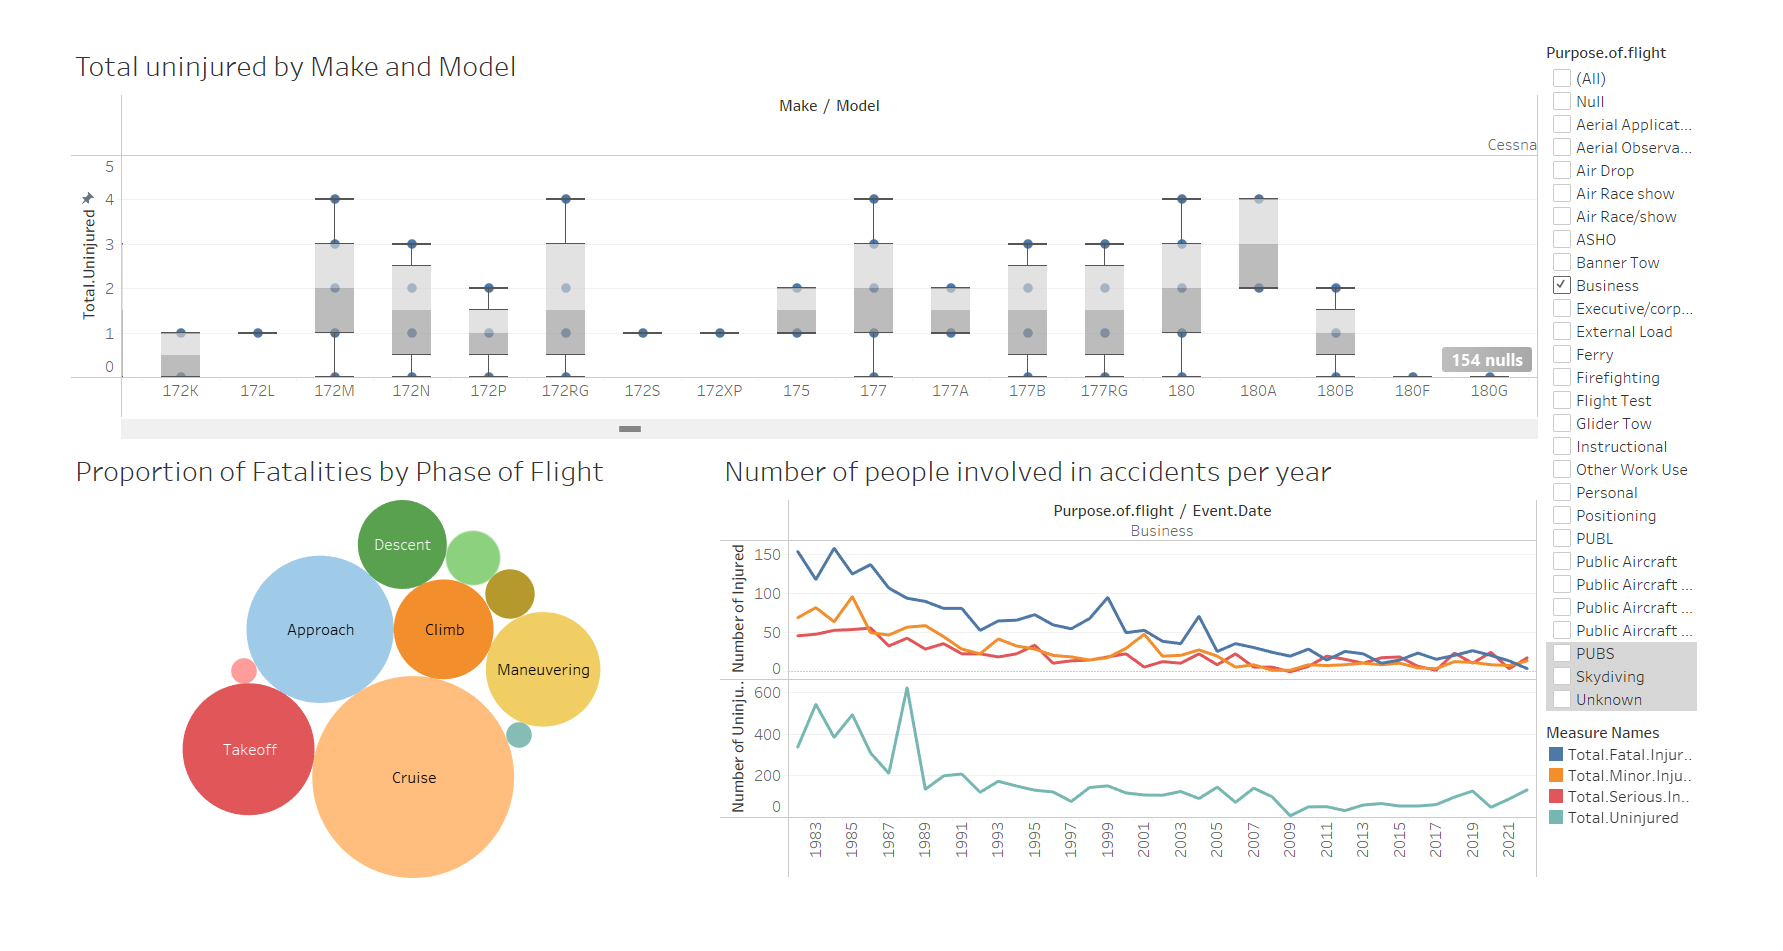 Total uninjured by Make and Model
Make / Model
Cessna
Total.Uninjured
5
4
3
2
1
0
154 nulls
172K 172L 172M 172N 172P 172RG 172S 172XP 175 177 177A 177B 177RG 180 180A 180B 180F 180G
Proportion of Fatalities by Phase of Flight
Descent
Approach
Climb
Maneuvering
Takeoff
Cruise
Number of people involved in accidents per year
Purpose.of.flight / Event.Date
Business
Number of Injured
150
100
50
0
Number of Uninju..
600
400
200
0
1983 1985 1987 1989 1991 1993 1995 1997 1999 2001 2003 2005 2007 2009 2011 2013 2015 2017 2019 2021
Purpose.of.flight
(All)
Null
Aerial Applicat...
Aerial Observa...
Air Drop
Air Race show
Air Race/show
ASHO
Banner Tow
Business
Executive/corp...
External Load
Ferry
Firefighting
Flight Test
Glider Tow
Instructional
Other Work Use
Personal
Positioning
PUBL
Public Aircraft
Public Aircraft ...
Public Aircraft ...
Public Aircraft ...
PUBS
Skydiving
Unknown
Measure Names
Total.Fatal.Injur..
Total.Minor.Inju..
Total.Serious.In..
Total.Uninjured